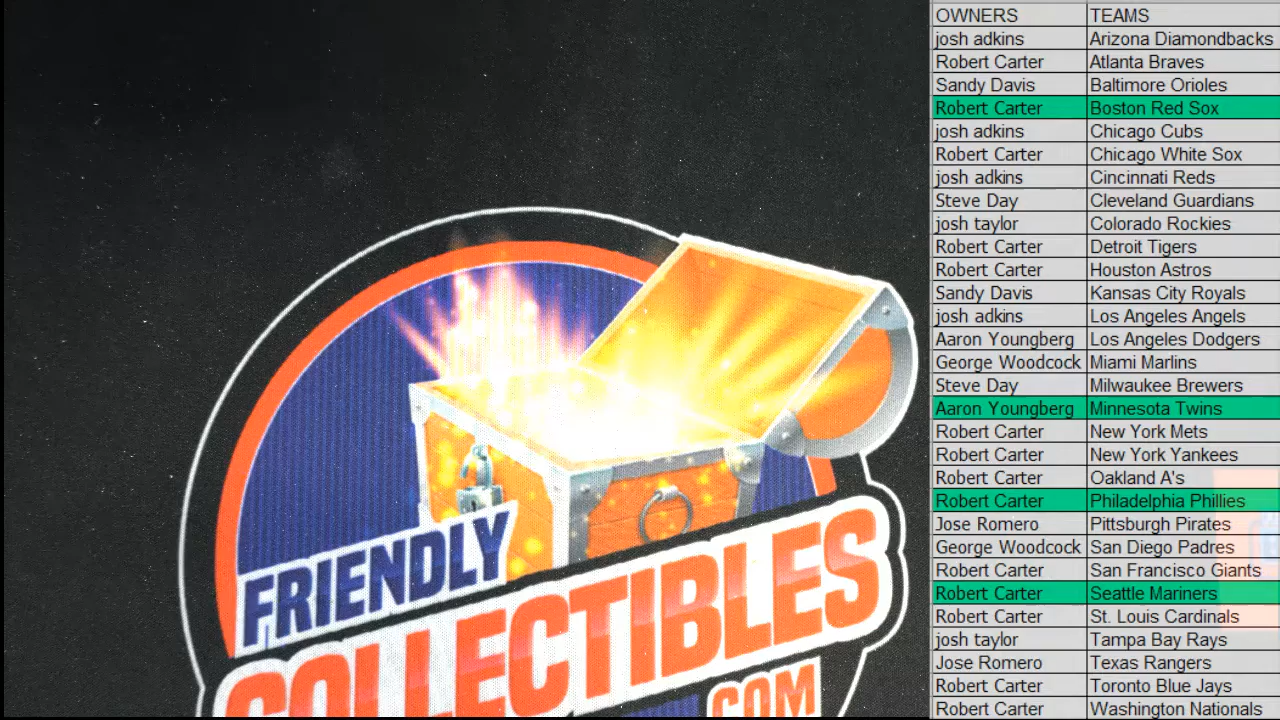 OWNERS TEAMS
josh adkins Arizona Diamondbacks
Robert Carter Atlanta Braves
Sandy Davis Baltimore Orioles
Robert Carter Boston Red Sox
josh adkins Chicago Cubs
Robert Carter Chicago White Sox
josh adkins Cincinnati Reds
Steve Day Cleveland Guardians
josh taylor Colorado Rockies
Robert Carter Detroit Tigers
Robert Carter Houston Astros
Sandy Davis Kansas City Royals
josh adkins Los Angeles Angels
Aaron Youngberg Los Angeles Dodgers
George Woodcock Miami Marlins
Steve Day Milwaukee Brewers
Aaron Youngberg Minnesota Twins
Robert Carter New York Mets
Robert Carter New York Yankees
Robert Carter Oakland A's
Robert Carter Philadelphia Phillies
Jose Romero Pittsburgh Pirates
George Woodcock San Diego Padres
Robert Carter San Francisco Giants
Robert Carter Seattle Mariners
Robert Carter St. Louis Cardinals
josh taylor Tampa Bay Rays
Jose Romero Texas Rangers
Robert Carter Toronto Blue Jays
Robert Carter Washington Nationals
FRIENDLY
COLLECTIBLES
.COM